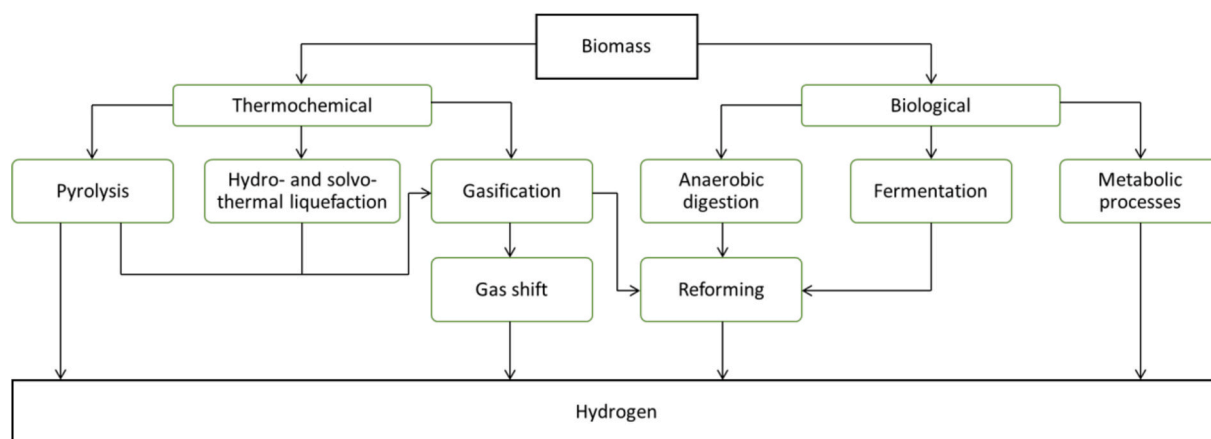 Biomass
Thermochemical
Biological
Pyrolysis
Hydro- and solvo-
thermal liquefaction
Gasification
Anaerobic
digestion
Fermentation
Metabolic
processes
Gas shift
Reforming
Hydrogen